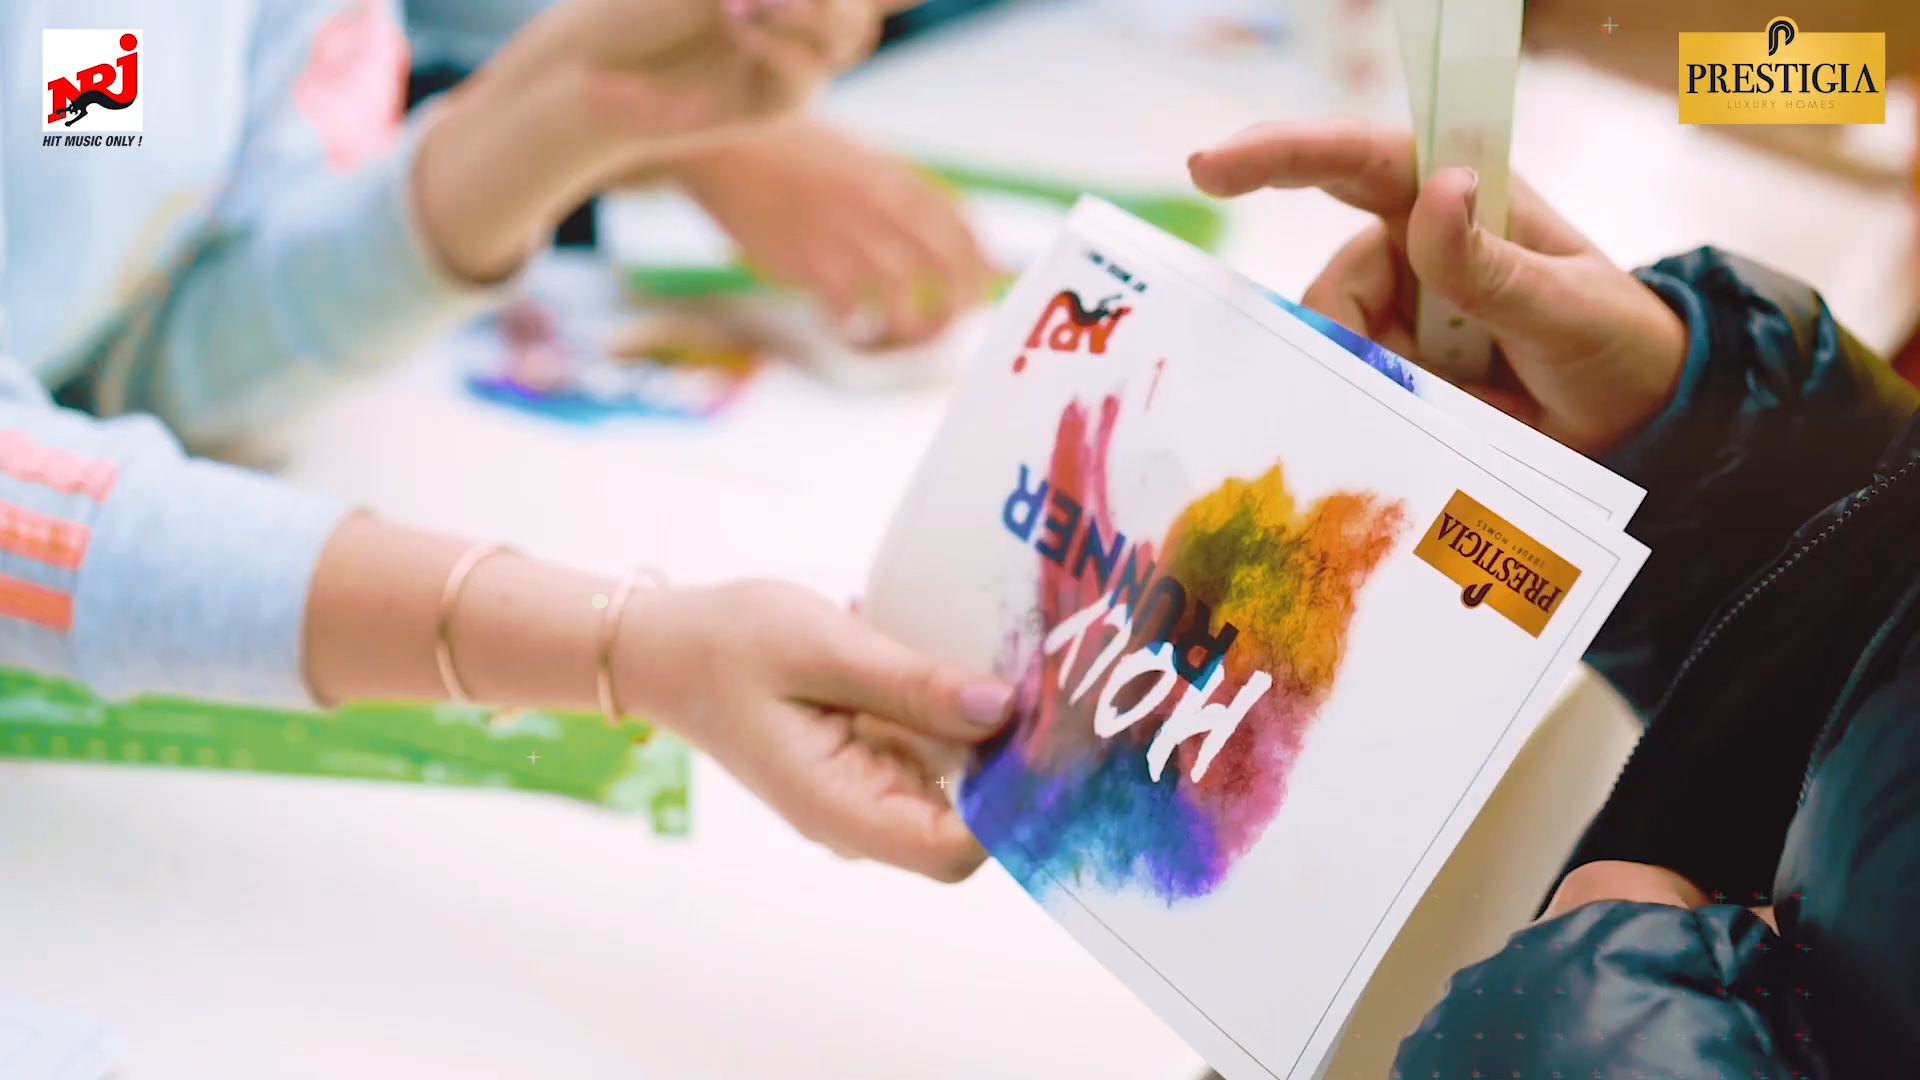 NRJ
HIT MUSIC ONLY !
PRESTIGIA
LUXURY HOMES
NRJ
HOLY
RUNNER
PRESTIGIA
LUXURY HOMES